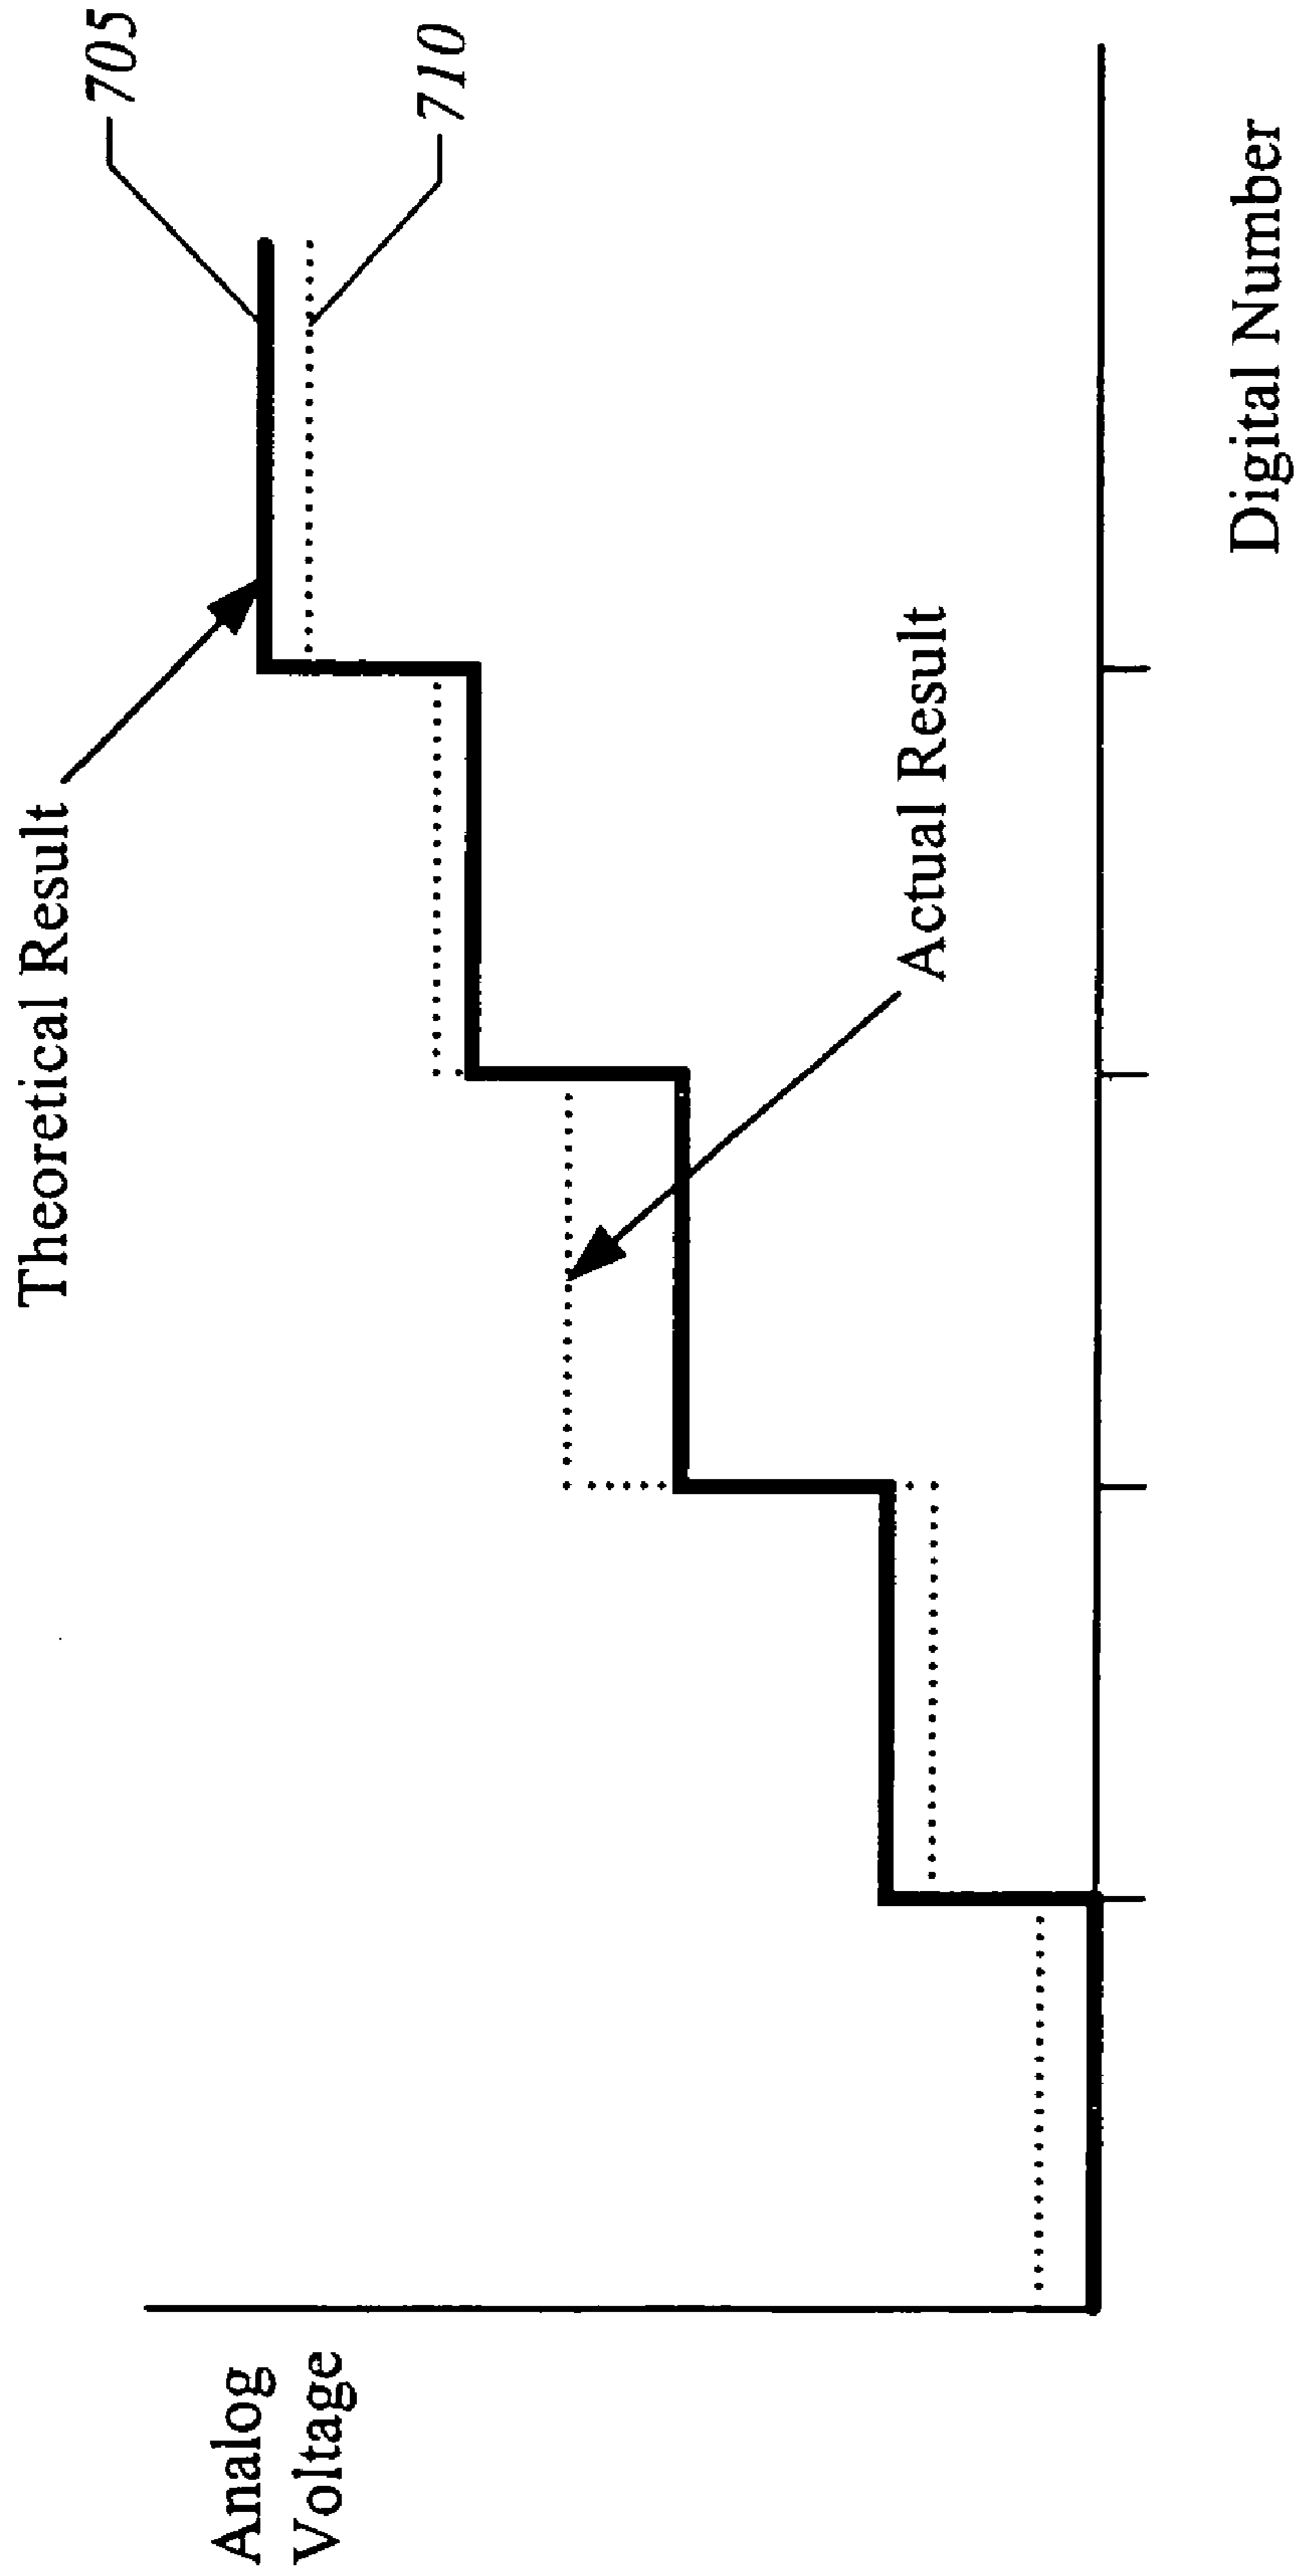 Theoretical Result
705
710
Actual Result
Analog
Voltage
Digital Number